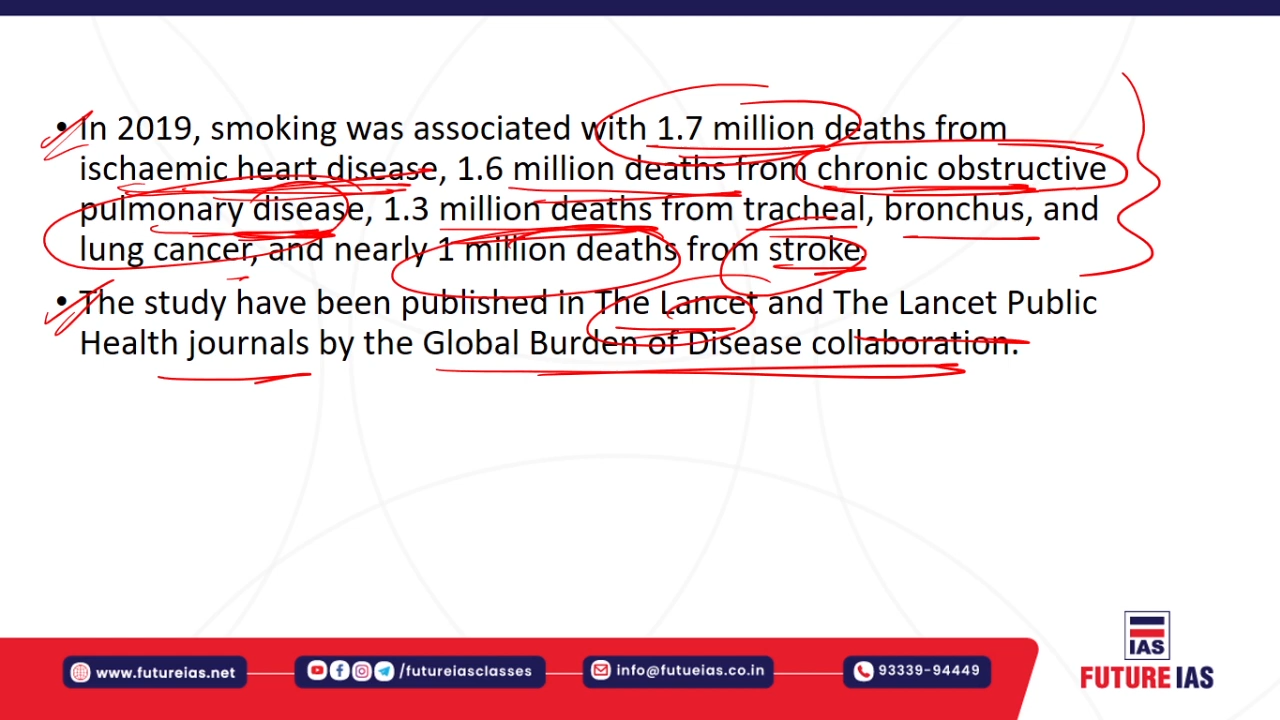 • In 2019, smoking was associated with 1.7 million deaths from
ischaemic heart disease, 1.6 million deaths from chronic obstructive
pulmonary disease, 1.3 million deaths from tracheal, bronchus, and
lung cancer, and nearly 1 million deaths from stroke.
• The study have been published in The Lancet and The Lancet Public
Health journals by the Global Burden of Disease collaboration.
IAS
www.futureias.net
/futureiasclasses
info@futueias.co.in
93339-94449
FUTURE IAS